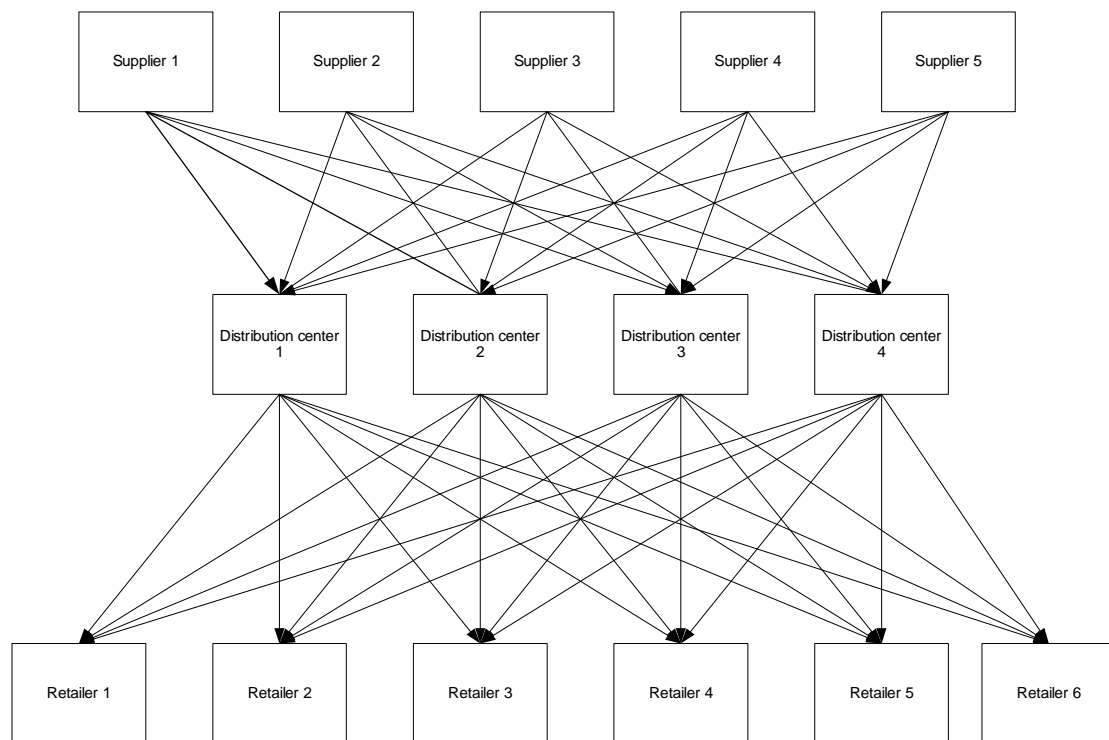 Supplier 1
Supplier 2
Supplier 3
Supplier 4
Supplier 5
Distribution center
1
Distribution center
2
Distribution center
3
Distribution center
4
Retailer 1
Retailer 2
Retailer 3
Retailer 4
Retailer 5
Retailer 6